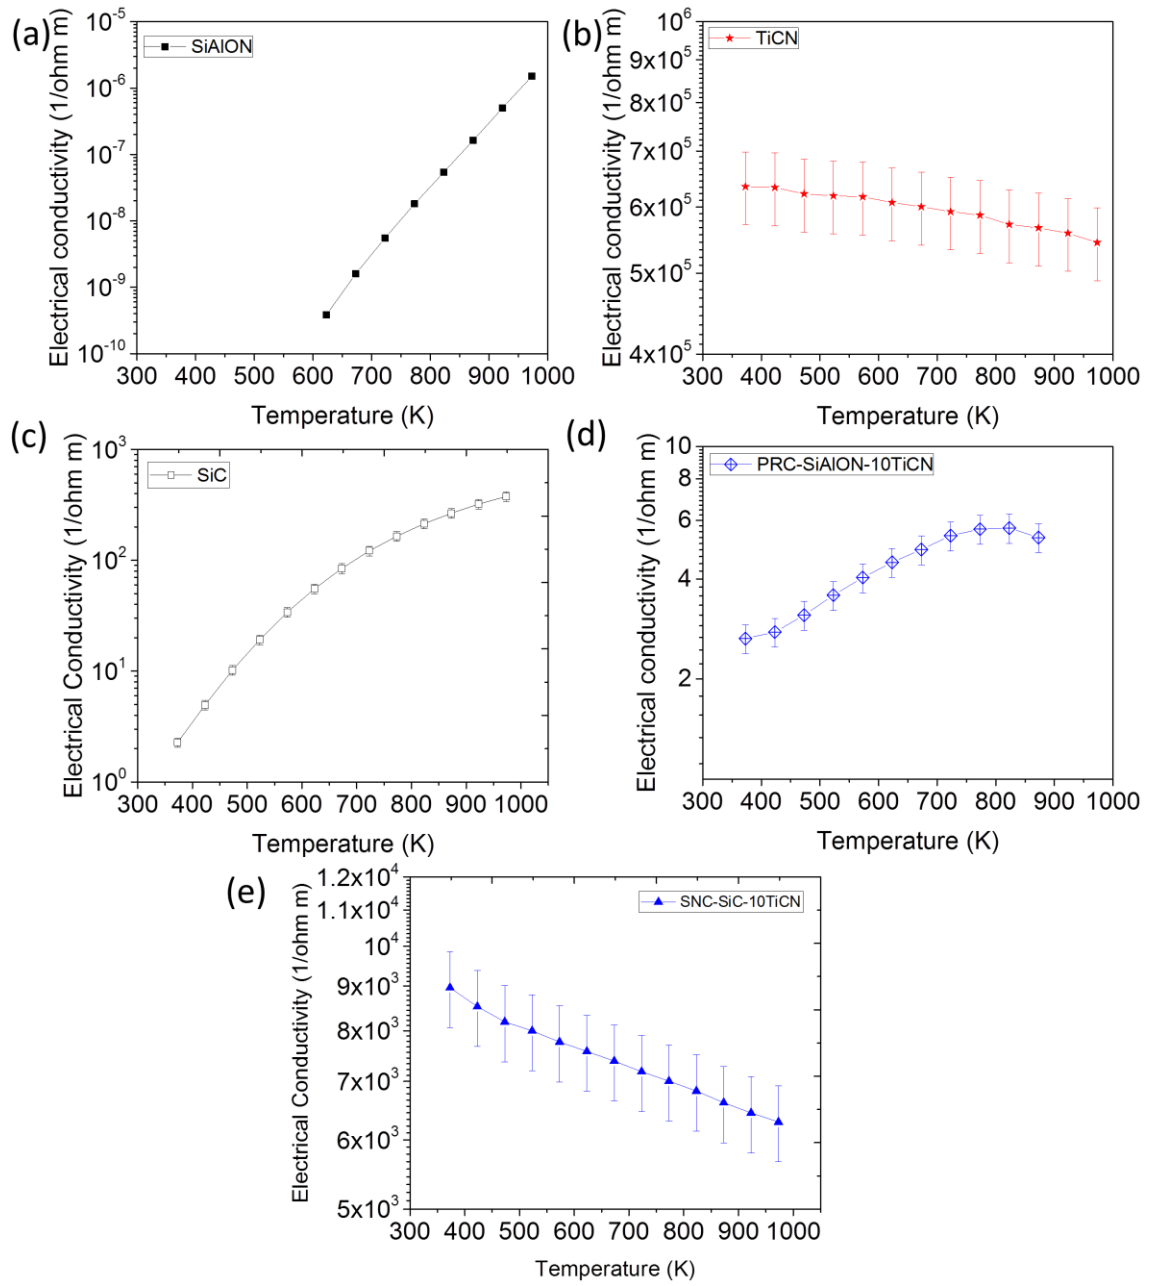 (a)
SiAlON
Electrical conductivity (1/ohm m)
10⁻⁵
10⁻⁶
10⁻⁷
10⁻⁸
10⁻⁹
10⁻¹⁰
300 400 500 600 700 800 900 1000
Temperature (K)
(b)
TiCN
Electrical conductivity (1/ohm m)
10⁶
9x10⁵
8x10⁵
7x10⁵
6x10⁵
5x10⁵
4x10⁵
300 400 500 600 700 800 900 1000
Temperature (K)
(c)
SiC
Electrical Conductivity (1/ohm m)
10³
10²
10¹
10⁰
300 400 500 600 700 800 900 1000
Temperature (K)
(d)
PRC-SiAlON-10TiCN
Electrical conductivity (1/ohm m)
10
8
6
4
2
300 400 500 600 700 800 900 1000
Temperature (K)
(e)
SNC-SiC-10TiCN
Electrical Conductivity (1/ohm m)
1.2x10⁴
1.1x10⁴
10⁴
9x10³
8x10³
7x10³
6x10³
5x10³
300 400 500 600 700 800 900 1000
Temperature (K)